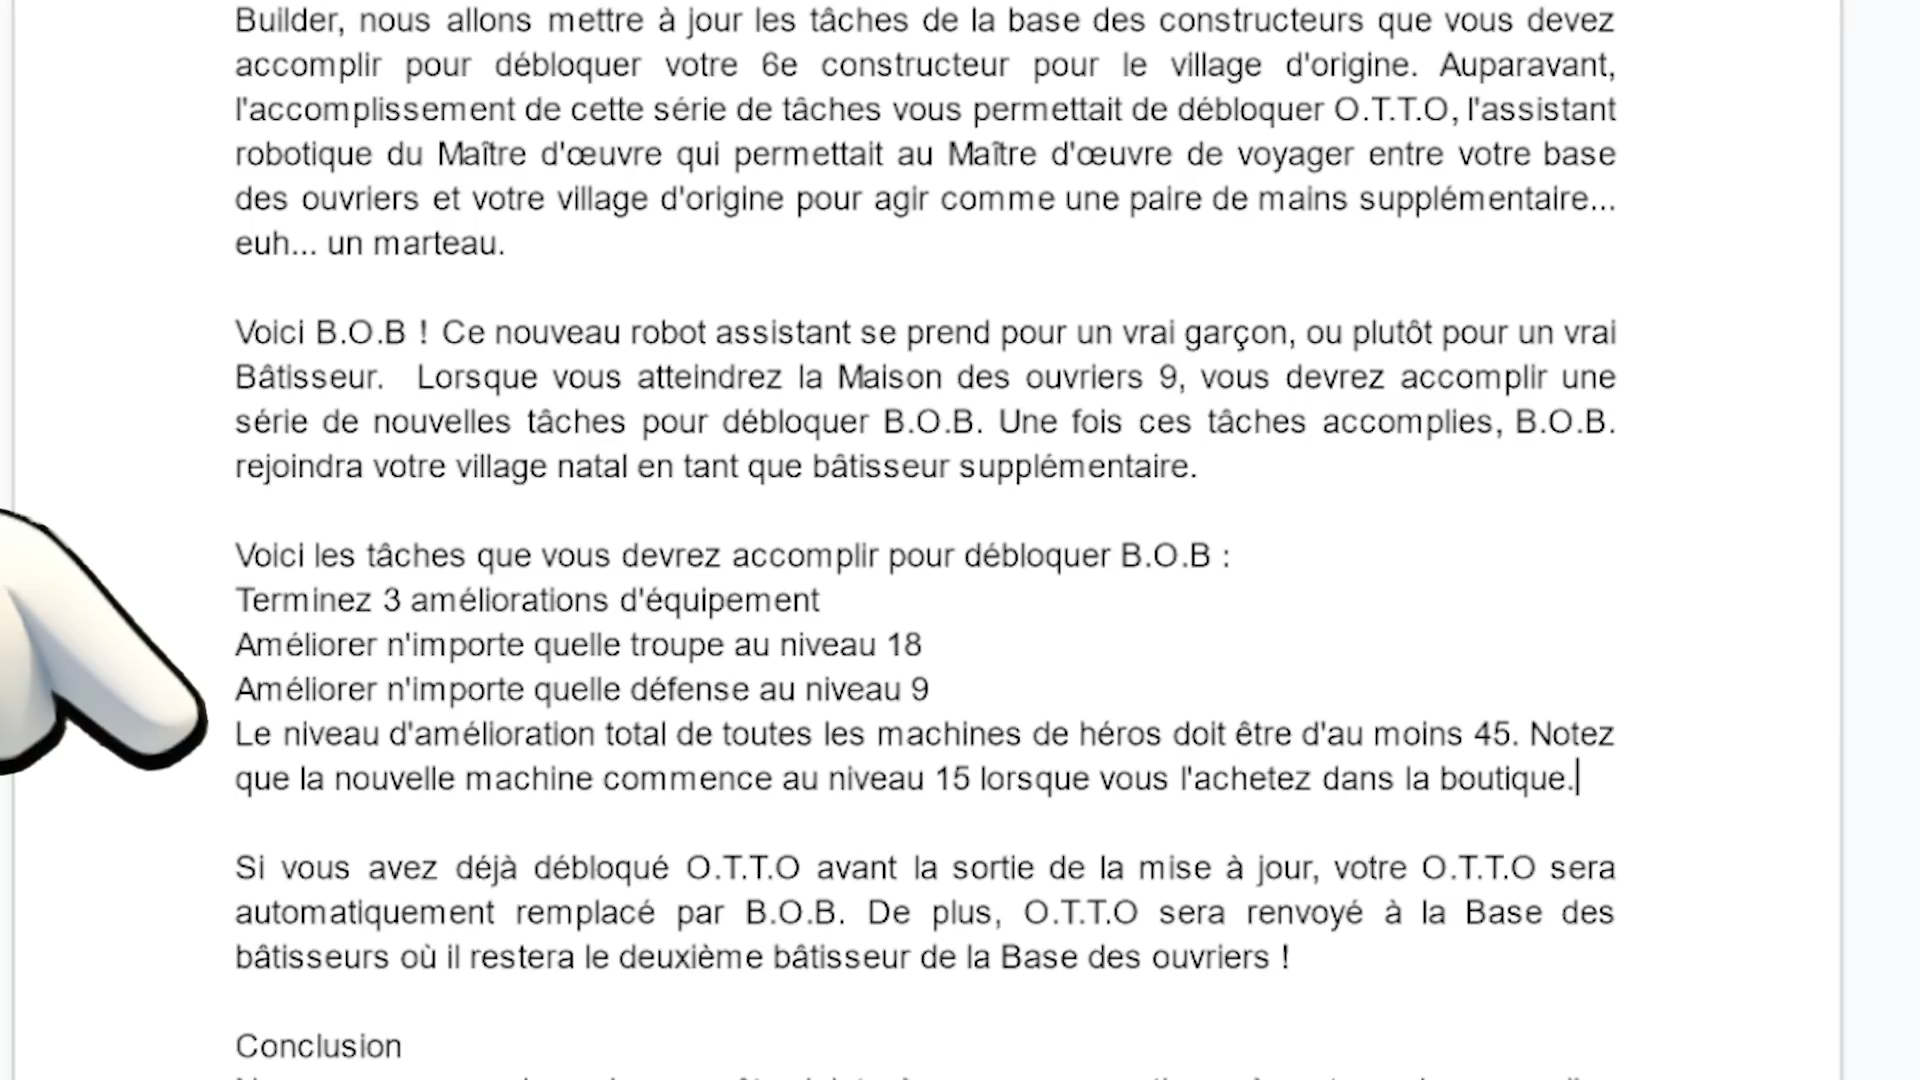 Builder, nous allons mettre à jour les tâches de la base des constructeurs que vous devez
accomplir pour débloquer votre 6e constructeur pour le village d'origine. Auparavant,
l'accomplissement de cette série de tâches vous permettait de débloquer O.T.T.O, l'assistant
robotique du Maître d'œuvre qui permettait au Maître d'œuvre de voyager entre votre base
des ouvriers et votre village d'origine pour agir comme une paire de mains supplémentaire...
euh... un marteau.
Voici B.O.B ! Ce nouveau robot assistant se prend pour un vrai garçon, ou plutôt pour un vrai
Bâtisseur. Lorsque vous atteindrez la Maison des ouvriers 9, vous devrez accomplir une
série de nouvelles tâches pour débloquer B.O.B. Une fois ces tâches accomplies, B.O.B.
rejoindra votre village natal en tant que bâtisseur supplémentaire.
Voici les tâches que vous devrez accomplir pour débloquer B.O.B :
Terminez 3 améliorations d'équipement
Améliorer n'importe quelle troupe au niveau 18
Améliorer n'importe quelle défense au niveau 9
Le niveau d'amélioration total de toutes les machines de héros doit être d'au moins 45. Notez
que la nouvelle machine commence au niveau 15 lorsque vous l'achetez dans la boutique.
Si vous avez déjà débloqué O.T.T.O avant la sortie de la mise à jour, votre O.T.T.O sera
automatiquement remplacé par B.O.B. De plus, O.T.T.O sera renvoyé à la Base des
bâtisseurs où il restera le deuxième bâtisseur de la Base des ouvriers !
Conclusion